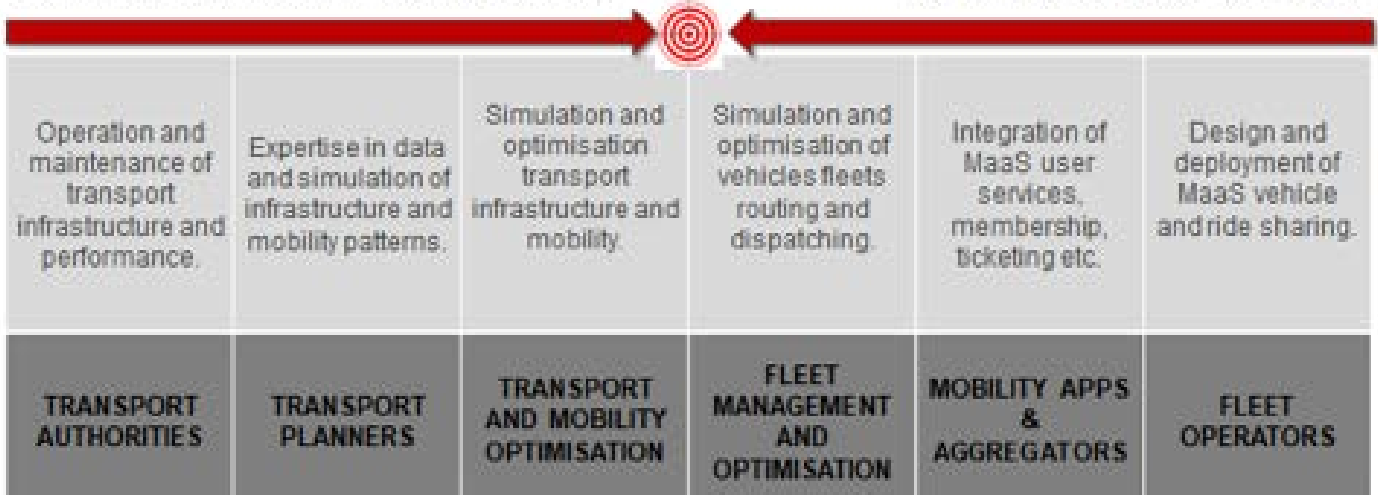 Operation and
maintenance of
transport
infrastructure and
performance.
Expertise in data
and simulation of
infrastructure and
mobility patterns.
Simulation and
optimisation
transport
infrastructure and
mobility.
Simulation and
optimisation of
vehicles fleets
routing and
dispatching.
Integration of
MaaS user
services,
membership,
ticketing etc.
Design and
deployment of
MaaS vehicle
and ride sharing.
TRANSPORT
AUTHORITIES
TRANSPORT
PLANNERS
TRANSPORT
AND MOBILITY
OPTIMISATION
FLEET
MANAGEMENT
AND
OPTIMISATION
MOBILITY APPS
&
AGGREGATORS
FLEET
OPERATORS